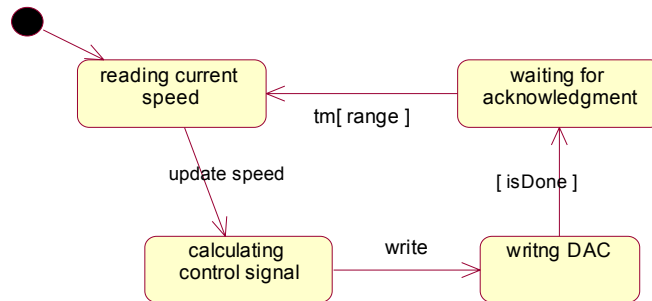 reading current
speed
waiting for
acknowledgment
tm[ range ]
update speed
[ isDone ]
calculating
control signal
write
writng DAC